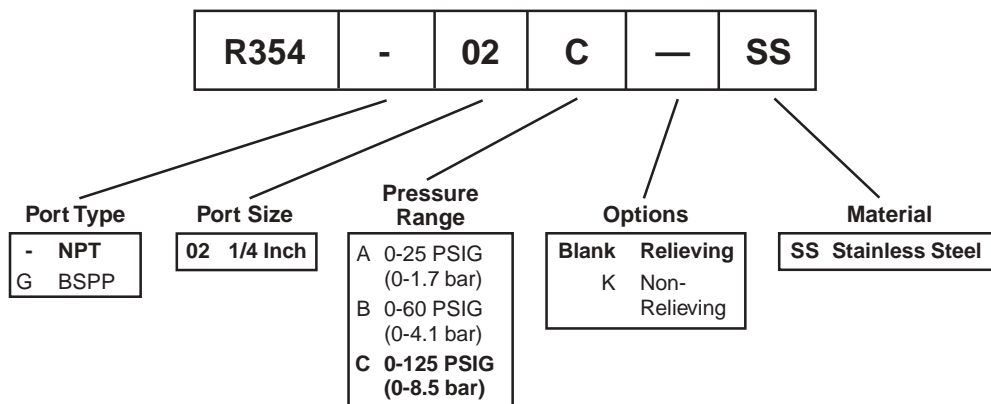 R354 - 02 C — SS
Port Type
- NPT
G BSPP
Port Size
02 1/4 Inch
Pressure
Range
A 0-25 PSIG
(0-1.7 bar)
B 0-60 PSIG
(0-4.1 bar)
C 0-125 PSIG
(0-8.5 bar)
Options
Blank Relieving
K Non-
Relieving
Material
SS Stainless Steel